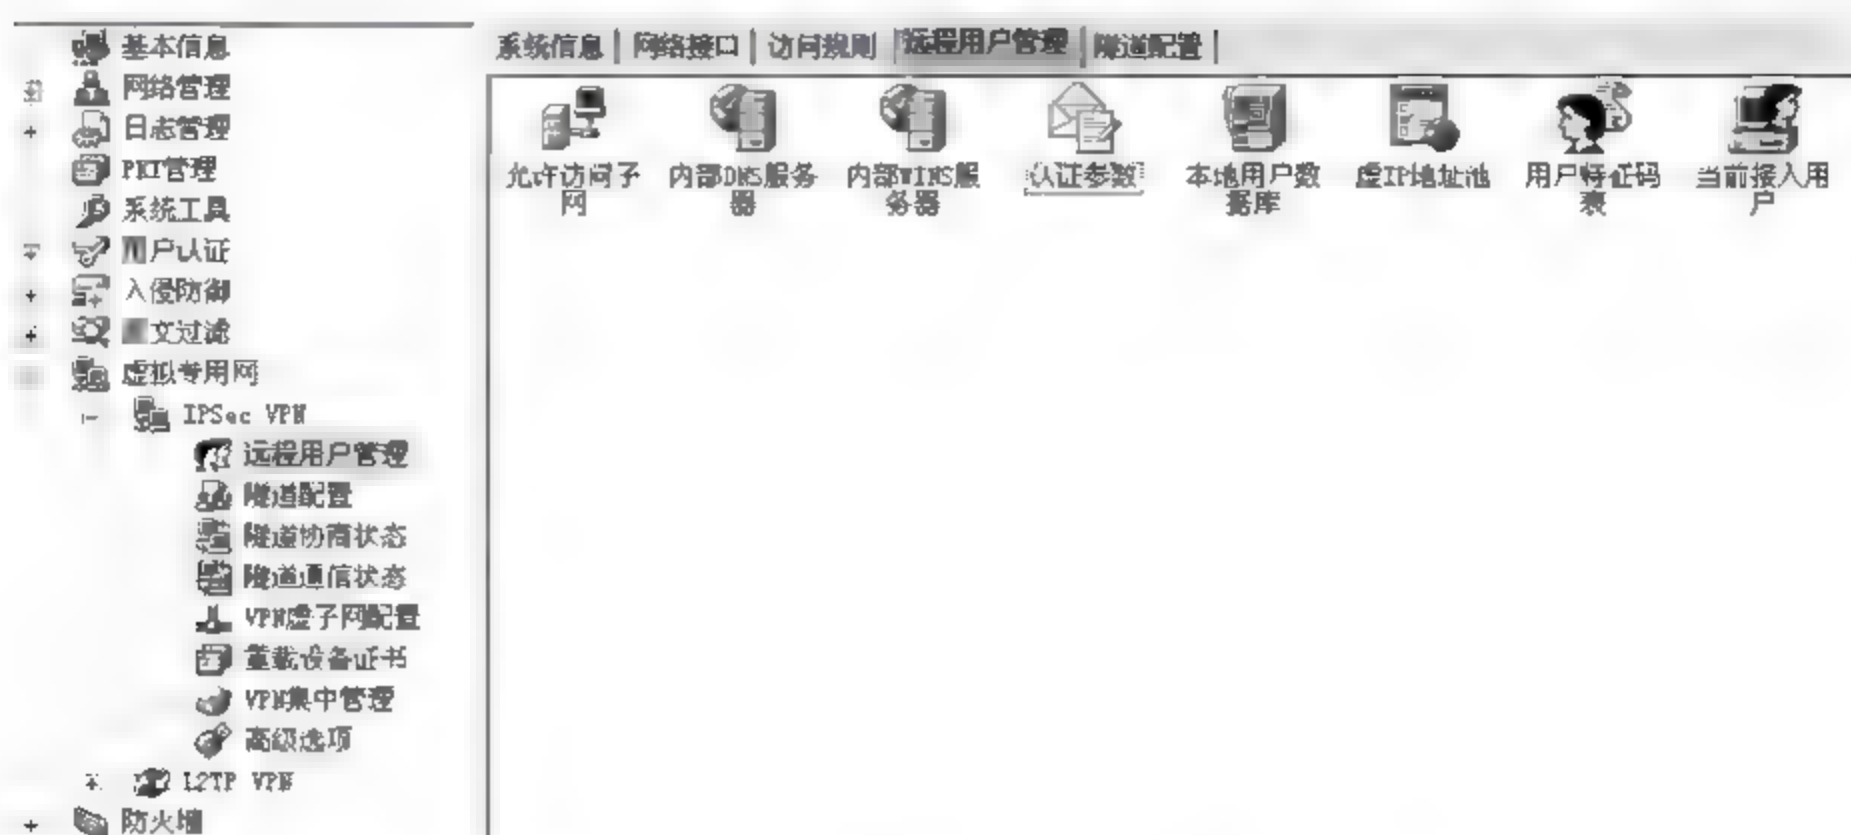 基本信息
网络管理
日志管理
PKI管理
系统工具
用户认证
入侵防御
文过滤
虚拟专用网
IPSec VPN
远程用户管理
隧道配置
隧道协商状态
隧道通信状态
VPN虚子网配置
重载设备证书
VPN集中管理
高级选项
L2TP VPN
防火墙
系统信息 | 网络接口 | 访问规则 | 远程用户管理 | 隧道配置 |
允许访问子
网
内部DNS服务
器
内部WINS服
务器
认证参数
本地用户数
据库
虚IP地址池
用户特征码
表
当前接入用
户